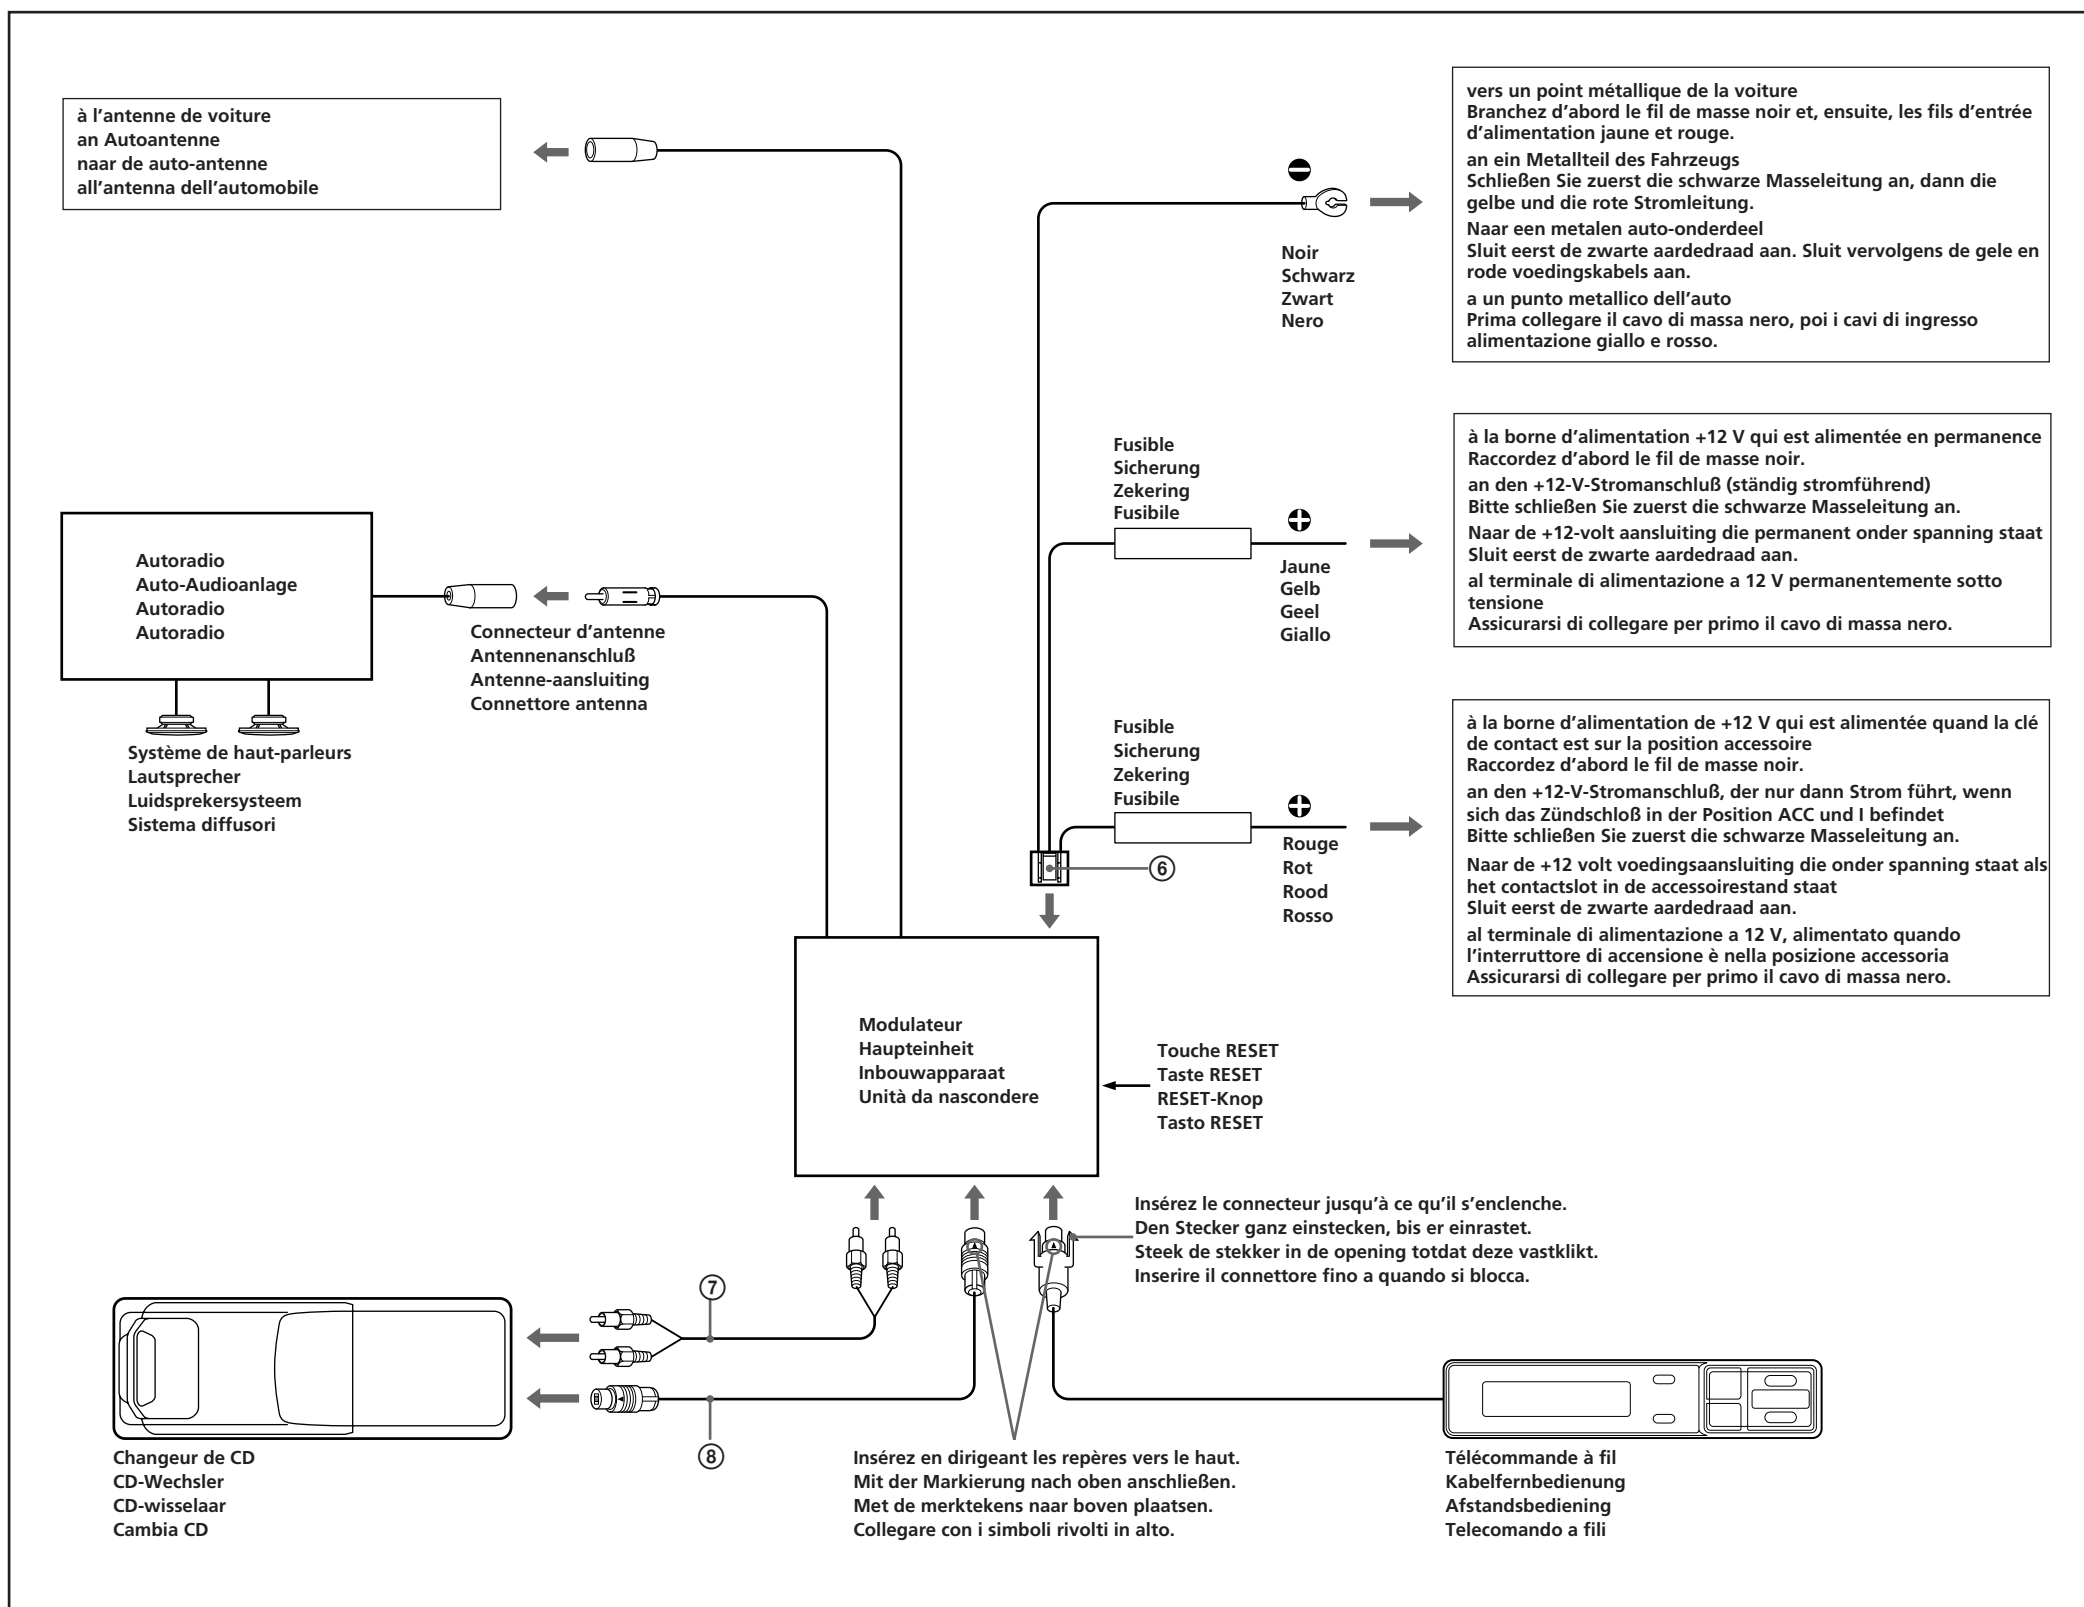 à l’antenne de voiture
an Autoantenne
naar de auto-antenne
all’antenna dell’automobile
vers un point métallique de la voiture
Branchez d’abord le fil de masse noir et, ensuite, les fils d’entrée
d’alimentation jaune et rouge.
an ein Metallteil des Fahrzeugs
Schließen Sie zuerst die schwarze Masseleitung an, dann die
gelbe und die rote Stromleitung.
Naar een metalen auto-onderdeel
Sluit eerst de zwarte aardedraad aan. Sluit vervolgens de gele en
rode voedingskabels aan.
a un punto metallico dell’auto
Prima collegare il cavo di massa nero, poi i cavi di ingresso
alimentazione giallo e rosso.
Noir
Schwarz
Zwart
Nero
Fusible
Sicherung
Zekering
Fusibile
Jaune
Gelb
Geel
Giallo
à la borne d’alimentation +12 V qui est alimentée en permanence
Raccordez d’abord le fil de masse noir.
an den +12-V-Stromanschluß (ständig stromführend)
Bitte schließen Sie zuerst die schwarze Masseleitung an.
Naar de +12-volt aansluiting die permanent onder spanning staat
Sluit eerst de zwarte aardedraad aan.
al terminale di alimentazione a 12 V permanentemente sotto
tensione
Assicurarsi di collegare per primo il cavo di massa nero.
Autoradio
Auto-Audioanlage
Autoradio
Autoradio
Connecteur d’antenne
Antennenanschluß
Antenne-aansluiting
Connettore antenna
Système de haut-parleurs
Lautsprecher
Luidsprekersysteem
Sistema diffusori
Fusible
Sicherung
Zekering
Fusibile
Rouge
Rot
Rood
Rosso
⑥
à la borne d’alimentation de +12 V qui est alimentée quand la clé
de contact est sur la position accessoire
Raccordez d’abord le fil de masse noir.
an den +12-V-Stromanschluß, der nur dann Strom führt, wenn
sich das Zündschloß in der Position ACC und I befindet
Bitte schließen Sie zuerst die schwarze Masseleitung an.
Naar de +12 volt voedingsaansluiting die onder spanning staat als
het contactslot in de accessoirestand staat
Sluit eerst de zwarte aardedraad aan.
al terminale di alimentazione a 12 V, alimentato quando
l’interruttore di accensione è nella posizione accessoria
Assicurarsi di collegare per primo il cavo di massa nero.
Modulateur
Haupteinheit
Inbouwapparaat
Unità da nascondere
Touche RESET
Taste RESET
RESET-Knop
Tasto RESET
Insérez le connecteur jusqu’à ce qu’il s’enclenche.
Den Stecker ganz einstecken, bis er einrastet.
Steek de stekker in de opening totdat deze vastklikt.
Inserire il connettore fino a quando si blocca.
⑦
⑧
Changeur de CD
CD-Wechsler
CD-wisselaar
Cambia CD
Insérez en dirigeant les repères vers le haut.
Mit der Markierung nach oben anschließen.
Met de merktekens naar boven plaatsen.
Collegare con i simboli rivolti in alto.
Télécommande à fil
Kabelfernbedienung
Afstandsbediening
Telecomando a fili